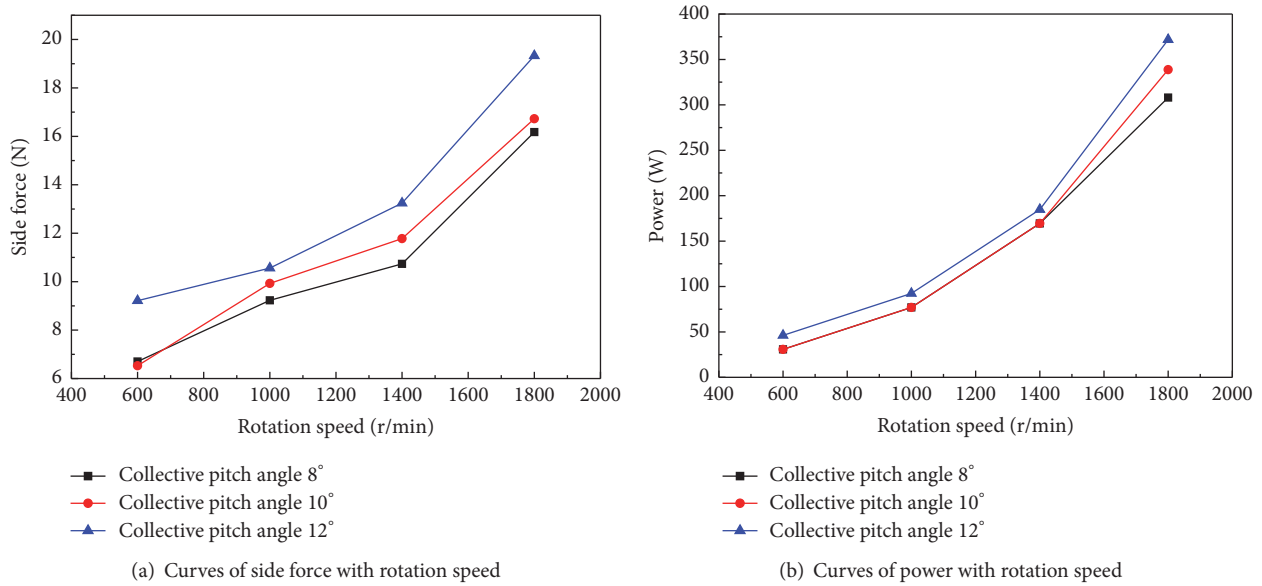 20
18
16
14
12
10
8
6
Side force (N)
400 600 800 1000 1200 1400 1600 1800 2000
Rotation speed (r/min)
Collective pitch angle 8°
Collective pitch angle 10°
Collective pitch angle 12°
(a) Curves of side force with rotation speed
400
350
300
250
200
150
100
50
0
Power (W)
400 600 800 1000 1200 1400 1600 1800 2000
Rotation speed (r/min)
Collective pitch angle 8°
Collective pitch angle 10°
Collective pitch angle 12°
(b) Curves of power with rotation speed